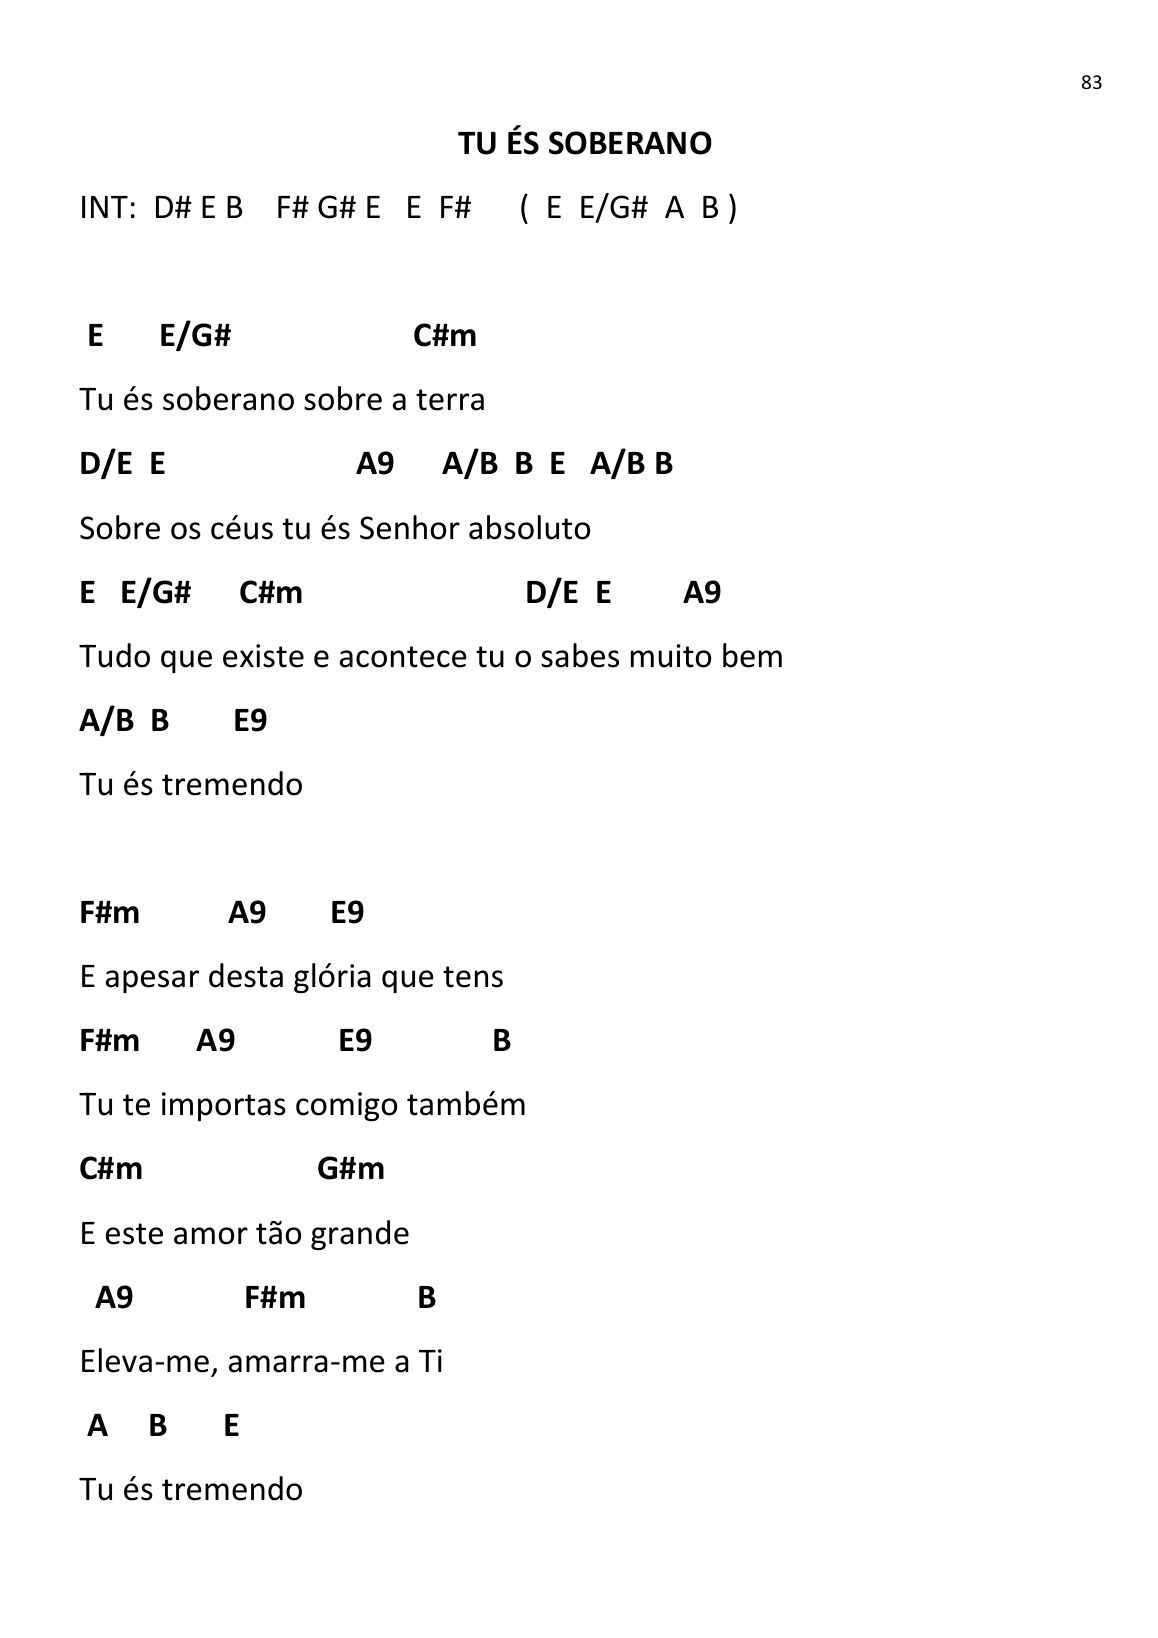 83
TU ÉS SOBERANO
INT:  D# E B    F# G# E   E  F#      (  E  E/G#  A  B )
E       E/G#                      C#m
Tu és soberano sobre a terra
D/E  E                       A9      A/B  B  E   A/B B
Sobre os céus tu és Senhor absoluto
E   E/G#      C#m                           D/E  E         A9
Tudo que existe e acontece tu o sabes muito bem
A/B  B        E9
Tu és tremendo
F#m           A9        E9
E apesar desta glória que tens
F#m       A9             E9               B
Tu te importas comigo também
C#m                     G#m
E este amor tão grande
A9              F#m              B
Eleva-me, amarra-me a Ti
A     B       E
Tu és tremendo